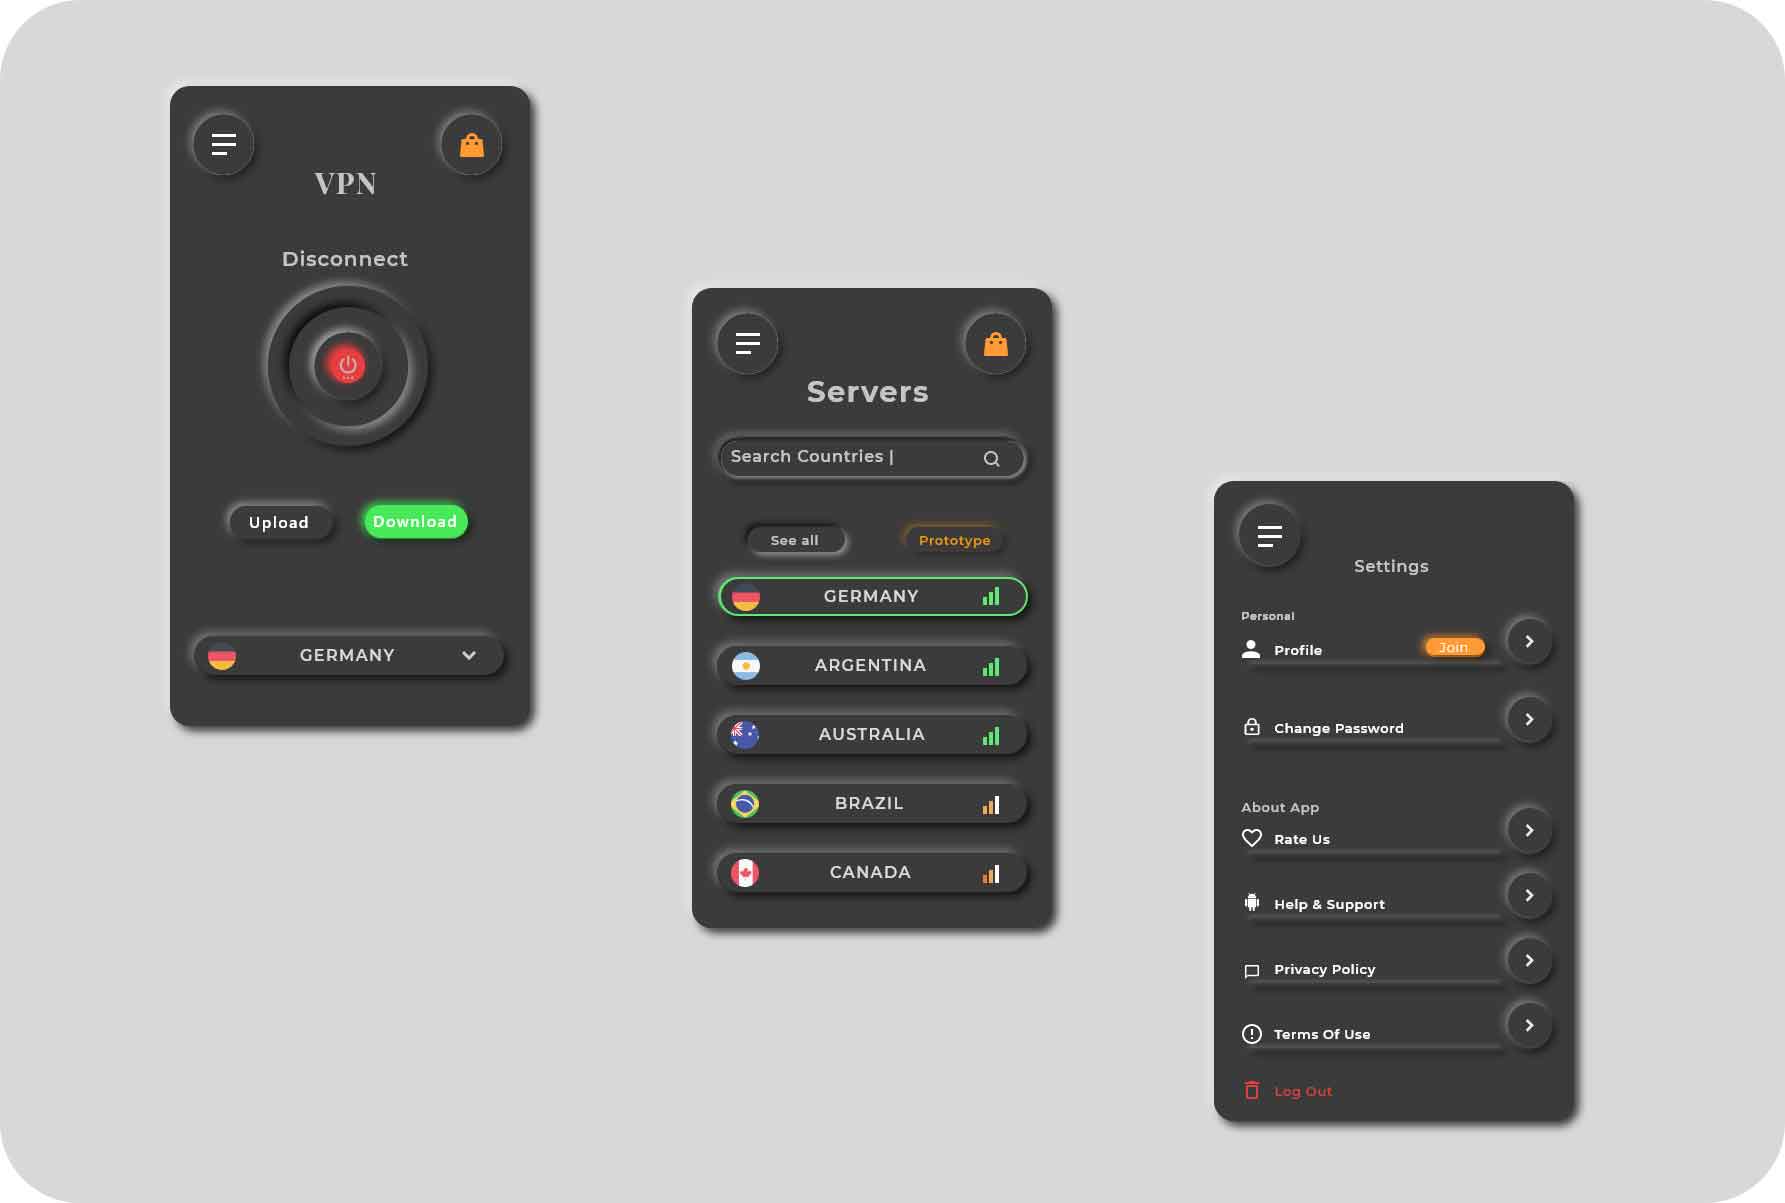 VPN
Disconnect
Upload
Download
GERMANY
Servers
Search Countries |
See all
Prototype
GERMANY
ARGENTINA
AUSTRALIA
BRAZIL
CANADA
Settings
Personal
Profile
Join
Change Password
About App
Rate Us
Help & Support
Privacy Policy
Terms Of Use
Log Out